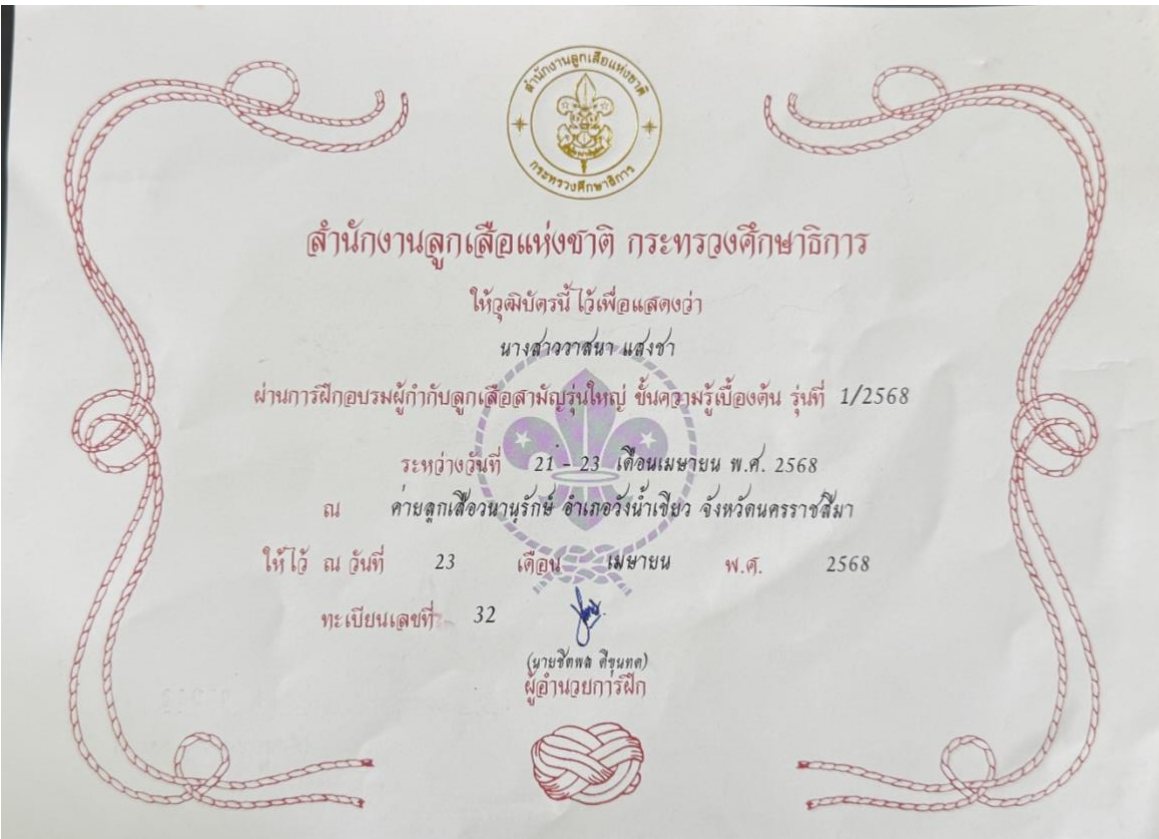 สำนักงานลูกเสือแห่งชาติ
กระทรวงศึกษาธิการ
สำนักงานลูกเสือแห่งชาติ กระทรวงศึกษาธิการ
ให้วุฒิบัตรนี้ ไว้เพื่อแสดงว่า
นางสาววาสนา แสงชา
ผ่านการฝึกอบรมผู้กำกับลูกเสือสามัญรุ่นใหญ่ ขั้นความรู้เบื้องต้น รุ่นที่ 1/2568
ระหว่างวันที่ 21 - 23 เดือนเมษายน พ.ศ. 2568
ณ ค่ายลูกเสือวนานุรักษ์ อำเภอวังน้ำเขียว จังหวัดนครราชสีมา
ให้ไว้ ณ วันที่ 23 เดือน เมษายน พ.ศ. 2568
ทะเบียนเลขที่ 32
(นายชิตพล ดีขุนทด)
ผู้อำนวยการฝึก